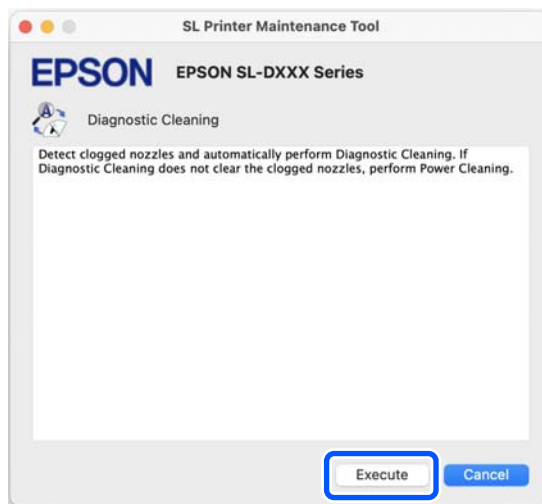 SL Printer Maintenance Tool
EPSON EPSON SL-DXXX Series
Diagnostic Cleaning
Detect clogged nozzles and automatically perform Diagnostic Cleaning. If
Diagnostic Cleaning does not clear the clogged nozzles, perform Power Cleaning.
Execute Cancel